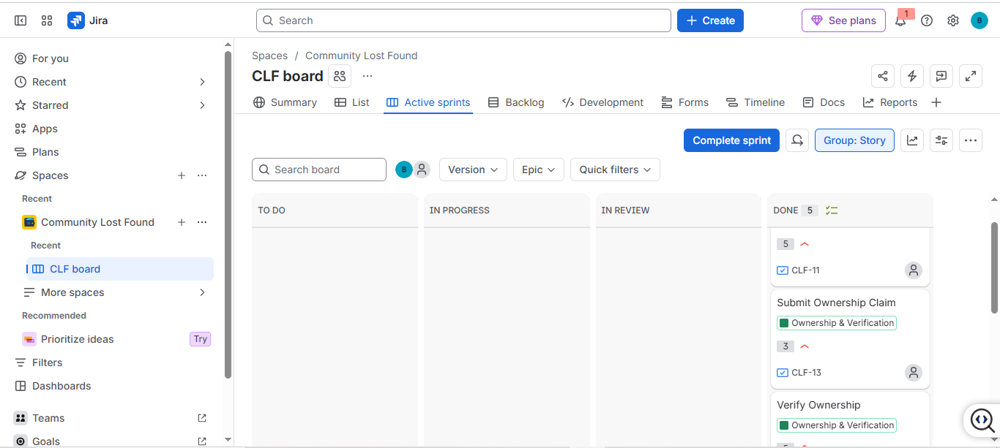 Jira
Search
+ Create
See plans
1
B
For you
Recent
Starred
Apps
Plans
Spaces
Recent
Community Lost Found
Recent
CLF board
More spaces
Recommended
Prioritize ideas
Try
Filters
Dashboards
Teams
Goals
Spaces / Community Lost Found
CLF board
Summary
List
Active sprints
Backlog
Development
Forms
Timeline
Docs
Reports
Complete sprint
Group: Story
Search board
B
Version
Epic
Quick filters
TO DO
IN PROGRESS
IN REVIEW
DONE 5
5
CLF-11
Submit Ownership Claim
Ownership & Verification
3
CLF-13
Verify Ownership
Ownership & Verification